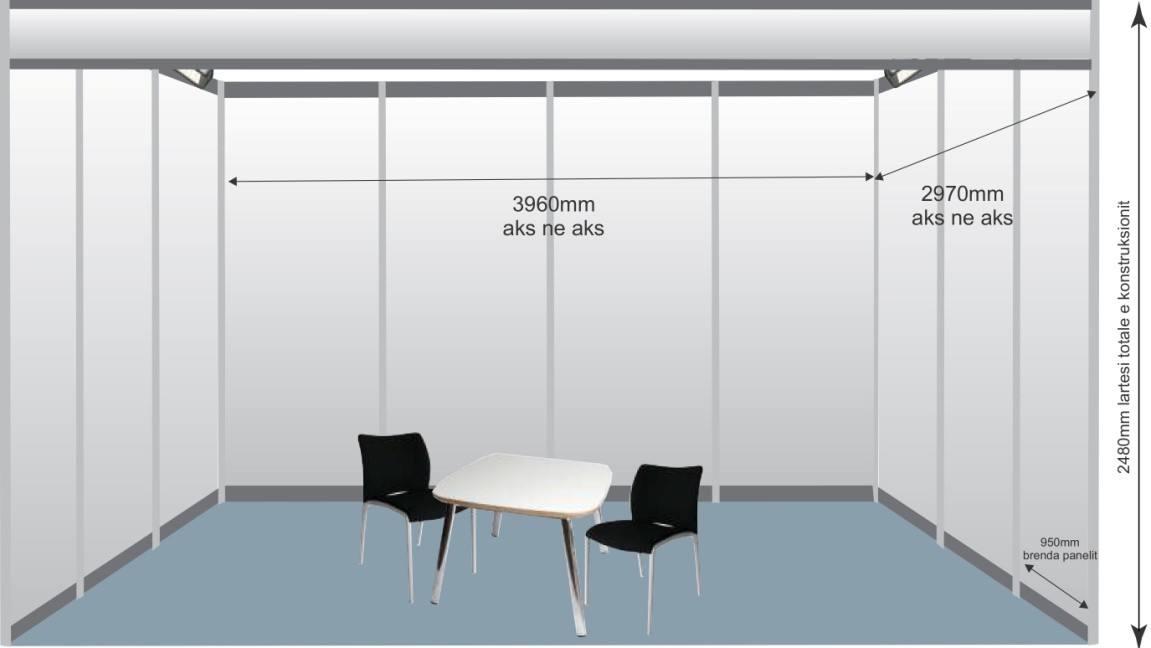 3960mm
aks ne aks
2970mm
aks ne aks
2480mm lartesi totale e konstruksionit
950mm
brenda panelit